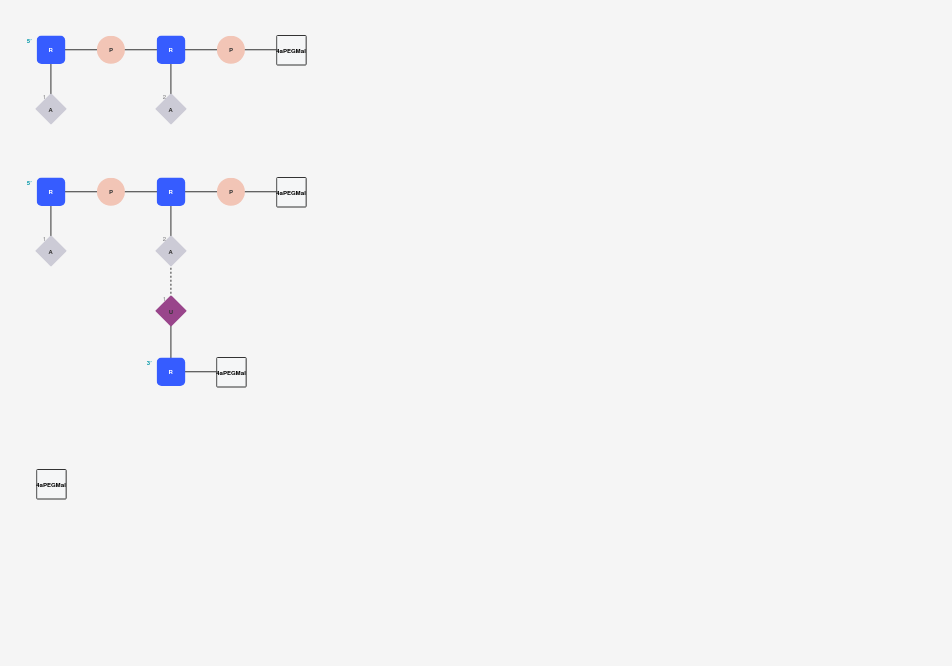 5' R P R P 4aPEGMal
1 A 2 A
5' R P R P 4aPEGMal
1 A 2 A
1 U
3' R 4aPEGMal
4aPEGMal